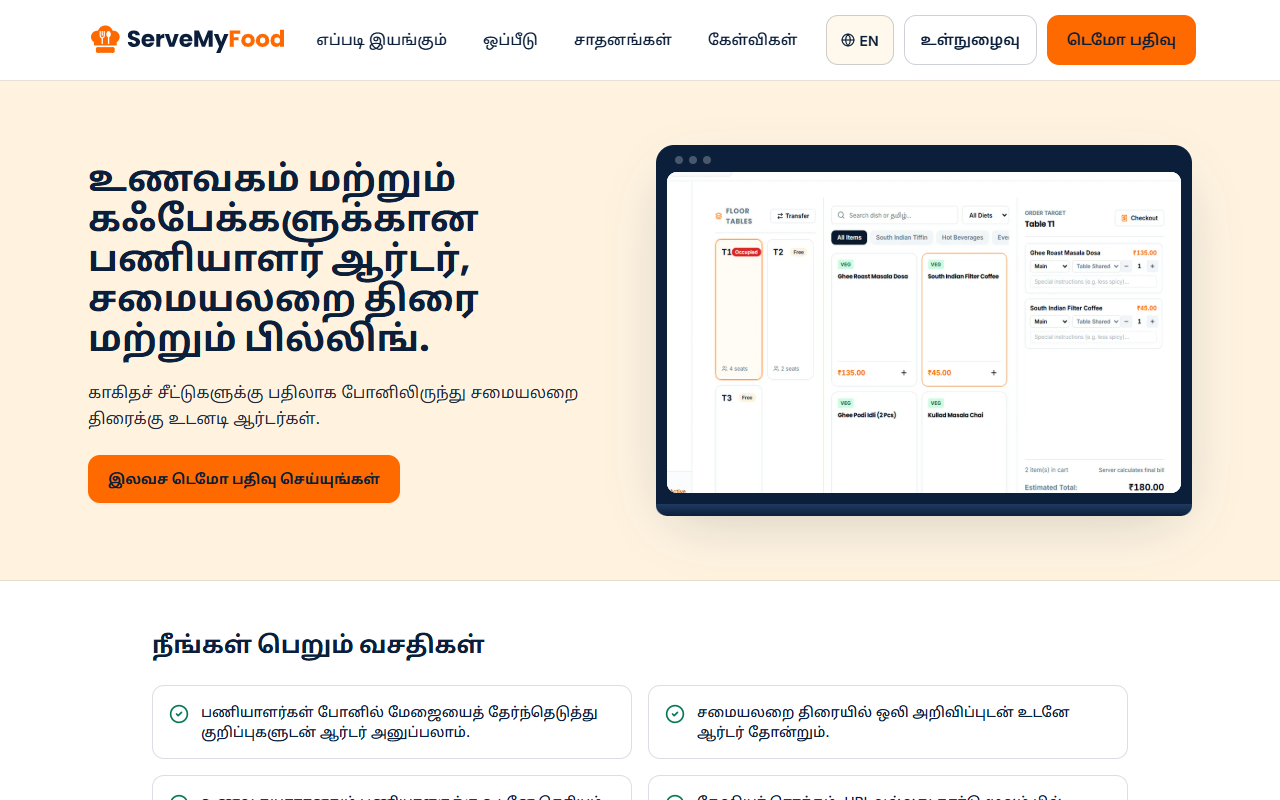 ServeMyFood
எப்படி இயங்கும்
ஒப்பீடு
சாதனங்கள்
கேள்விகள்
EN
உள்நுழைவு
டெமோ பதிவு
உணவகம் மற்றும்
கஃபேக்களுக்கான
பணியாளர் ஆர்டர்,
சமையலறை திரை
மற்றும் பில்லிங்.
காகிதச் சீட்டுகளுக்கு பதிலாக போனிலிருந்து சமையலறை
திரைக்கு உடனடி ஆர்டர்கள்.
இலவச டெமோ பதிவு செய்யுங்கள்
FLOOR
TABLES
Transfer
T1 Occupied
4 seats
T2 Free
2 seats
T3 Free
Search dish or தமிழ்...
All Diets
All Items
South Indian Tiffin
Hot Beverages
VEG
Ghee Roast Masala Dosa
₹135.00 +
VEG
South Indian Filter Coffee
₹45.00 +
VEG
Ghee Podi Idli (2 Pcs)
VEG
Kullad Masala Chai
ORDER TARGET
Table T1
Checkout
Ghee Roast Masala Dosa ₹135.00
Main Table Shared − 1 +
Special instructions (e.g. less spicy)...
South Indian Filter Coffee ₹45.00
Main Table Shared − 1 +
Special instructions (e.g. less spicy)...
2 item(s) in cart Server calculates final bill
Estimated Total: ₹180.00
நீங்கள் பெறும் வசதிகள்
பணியாளர்கள் போனில் மேஜையைத் தேர்ந்தெடுத்து
குறிப்புகளுடன் ஆர்டர் அனுப்பலாம்.
சமையலறை திரையில் ஒலி அறிவிப்புடன் உடனே
ஆர்டர் தோன்றும்.